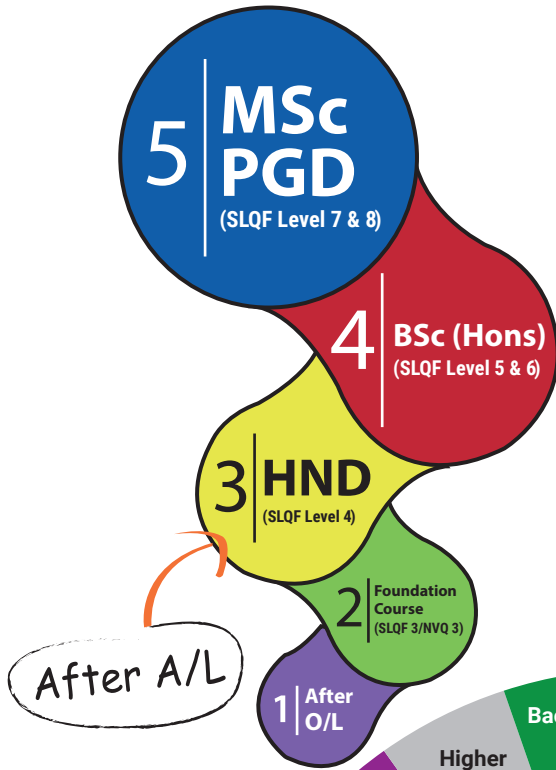 5
MSc
PGD
(SLQF Level 7 & 8)
4
BSc (Hons)
(SLQF Level 5 & 6)
3
HND
(SLQF Level 4)
2
Foundation
Course
(SLQF 3/NVQ 3)
After A/L
1
After
O/L
Higher